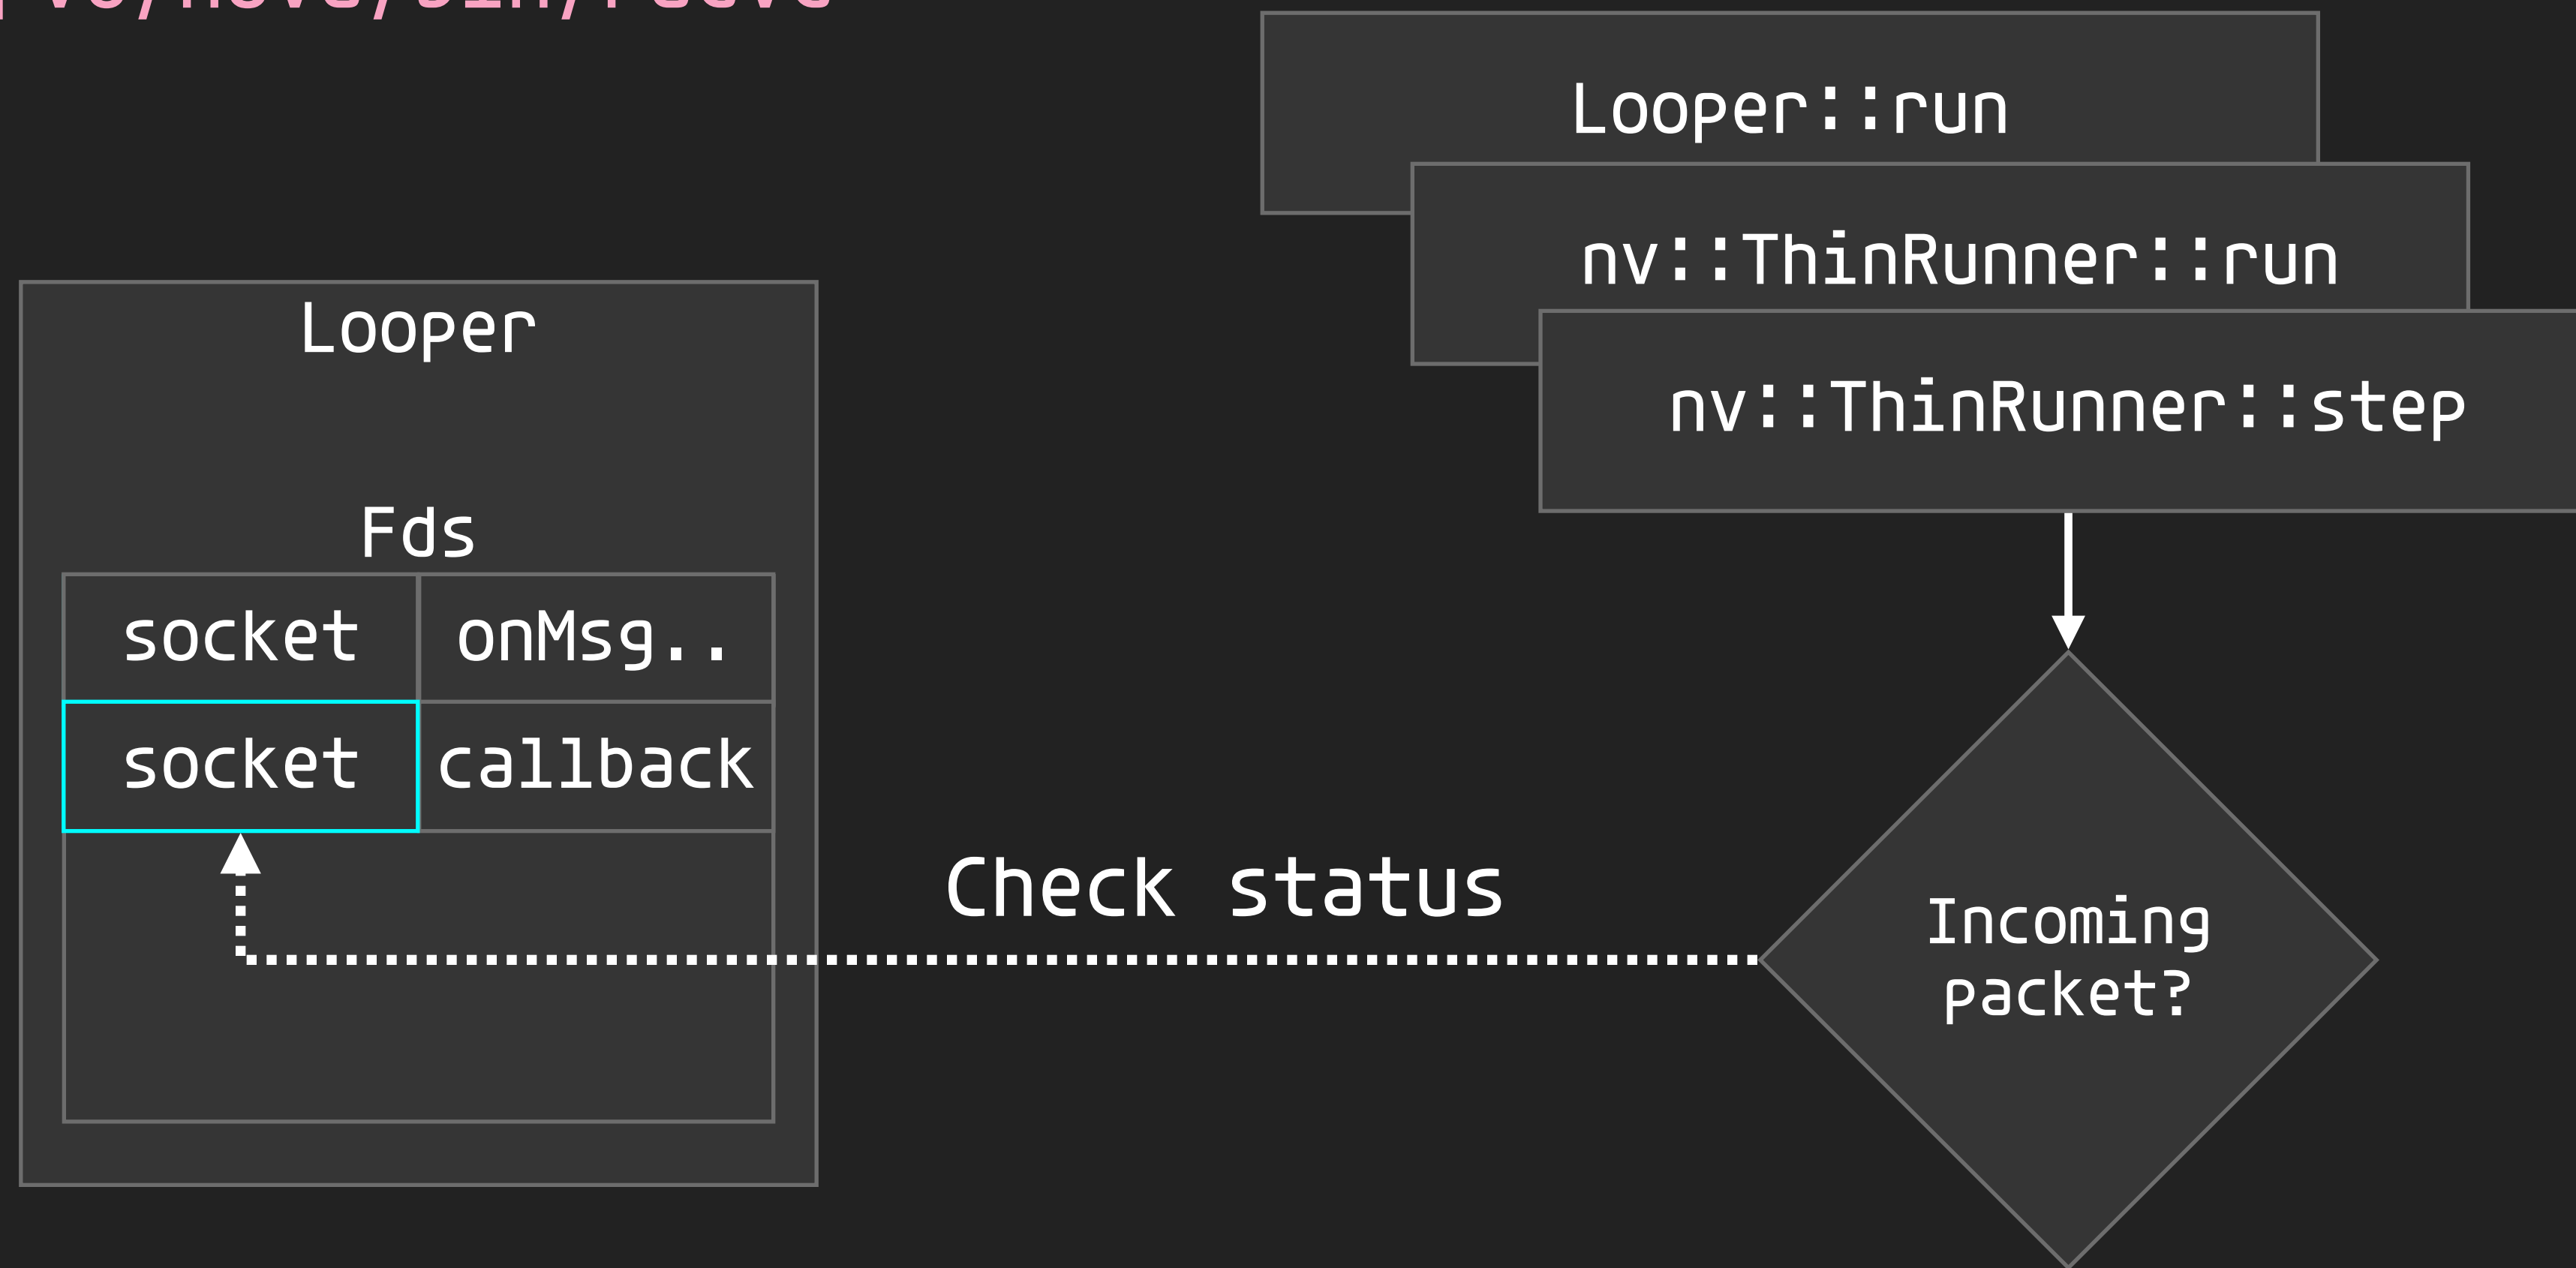 Looper::run
nv::ThinRunner::run
nv::ThinRunner::step
Looper
Fds
socket onMsg..
socket callback
Check status
Incoming
packet?